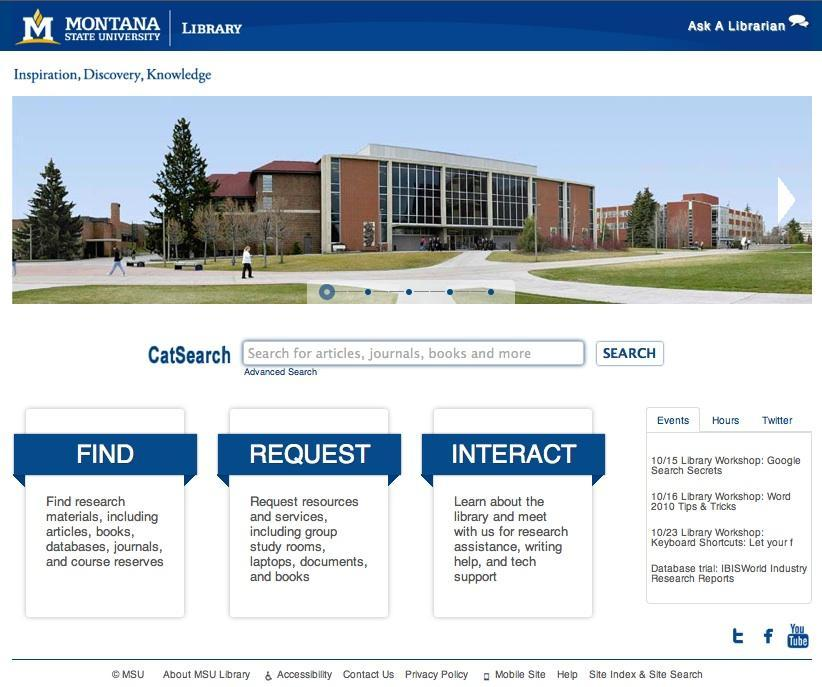 MONTANA
STATE UNIVERSITY
LIBRARY
Ask A Librarian
Inspiration, Discovery, Knowledge
CatSearch
Search for articles, journals, books and more
SEARCH
Advanced Search
FIND
Find research
materials, including
articles, books,
databases, journals,
and course reserves
REQUEST
Request resources
and services,
including group
study rooms,
laptops, documents,
and books
INTERACT
Learn about the
library and meet
with us for research
assistance, writing
help, and tech
support
Events Hours Twitter
10/15 Library Workshop: Google
Search Secrets
10/16 Library Workshop: Word
2010 Tips & Tricks
10/23 Library Workshop:
Keyboard Shortcuts: Let your f
Database trial: IBISWorld Industry
Research Reports
You
Tube
© MSU About MSU Library Accessibility Contact Us Privacy Policy Mobile Site Help Site Index & Site Search